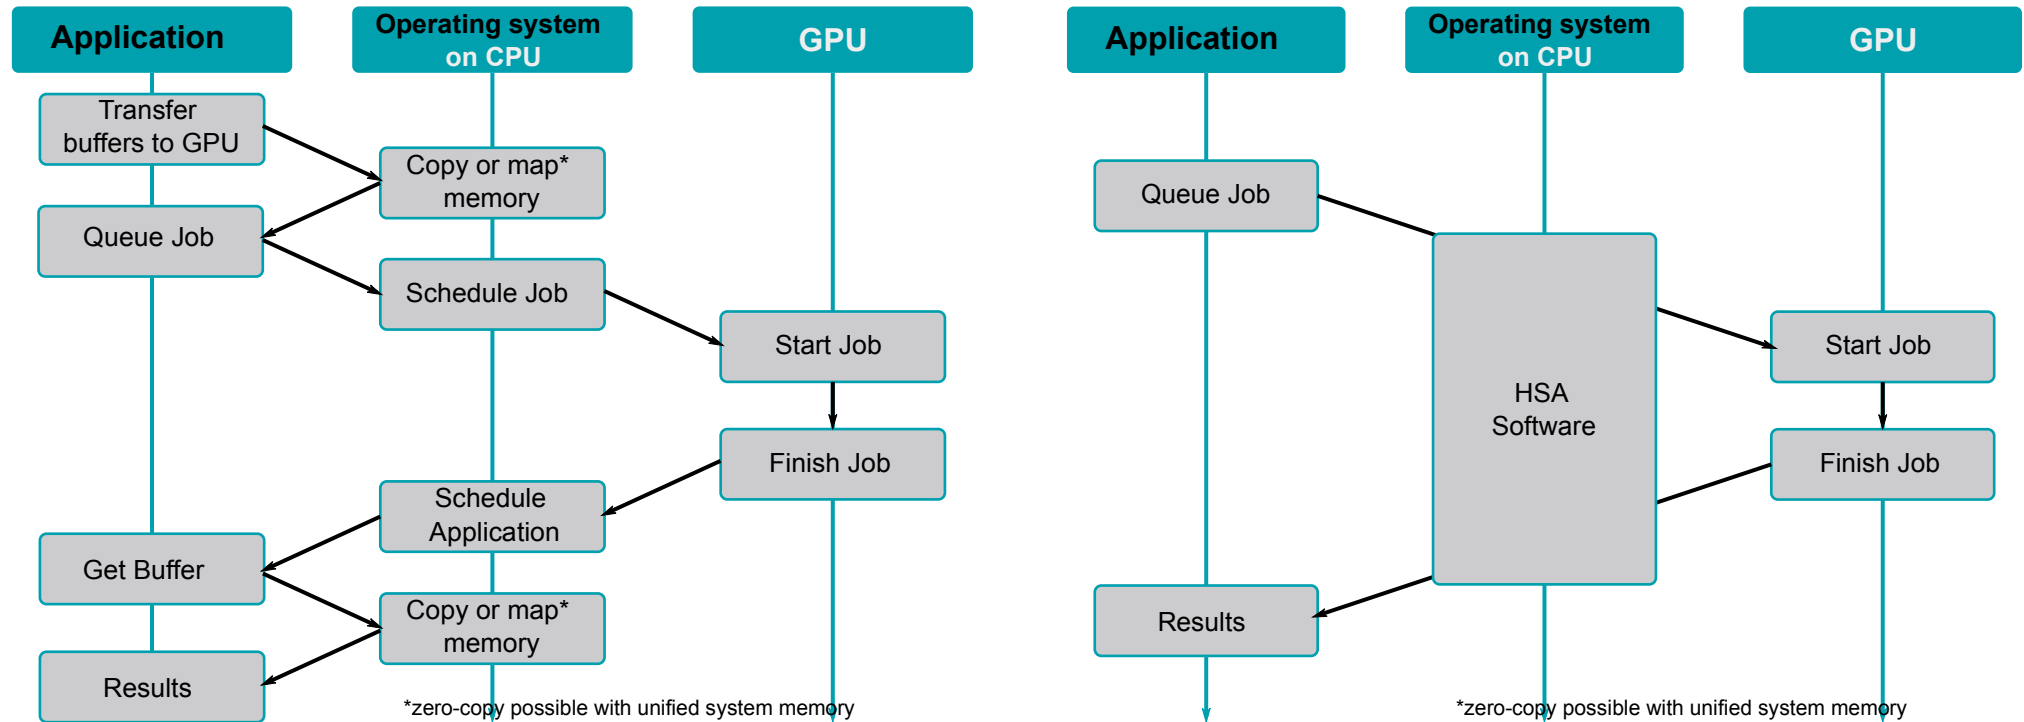 Application
Operating system
on CPU
GPU
Transfer
buffers to GPU
Copy or map*
memory
Queue Job
Schedule Job
Start Job
Finish Job
Schedule
Application
Get Buffer
Copy or map*
memory
Results
*zero-copy possible with unified system memory
Application
Operating system
on CPU
GPU
Queue Job
HSA
Software
Start Job
Finish Job
Results
*zero-copy possible with unified system memory